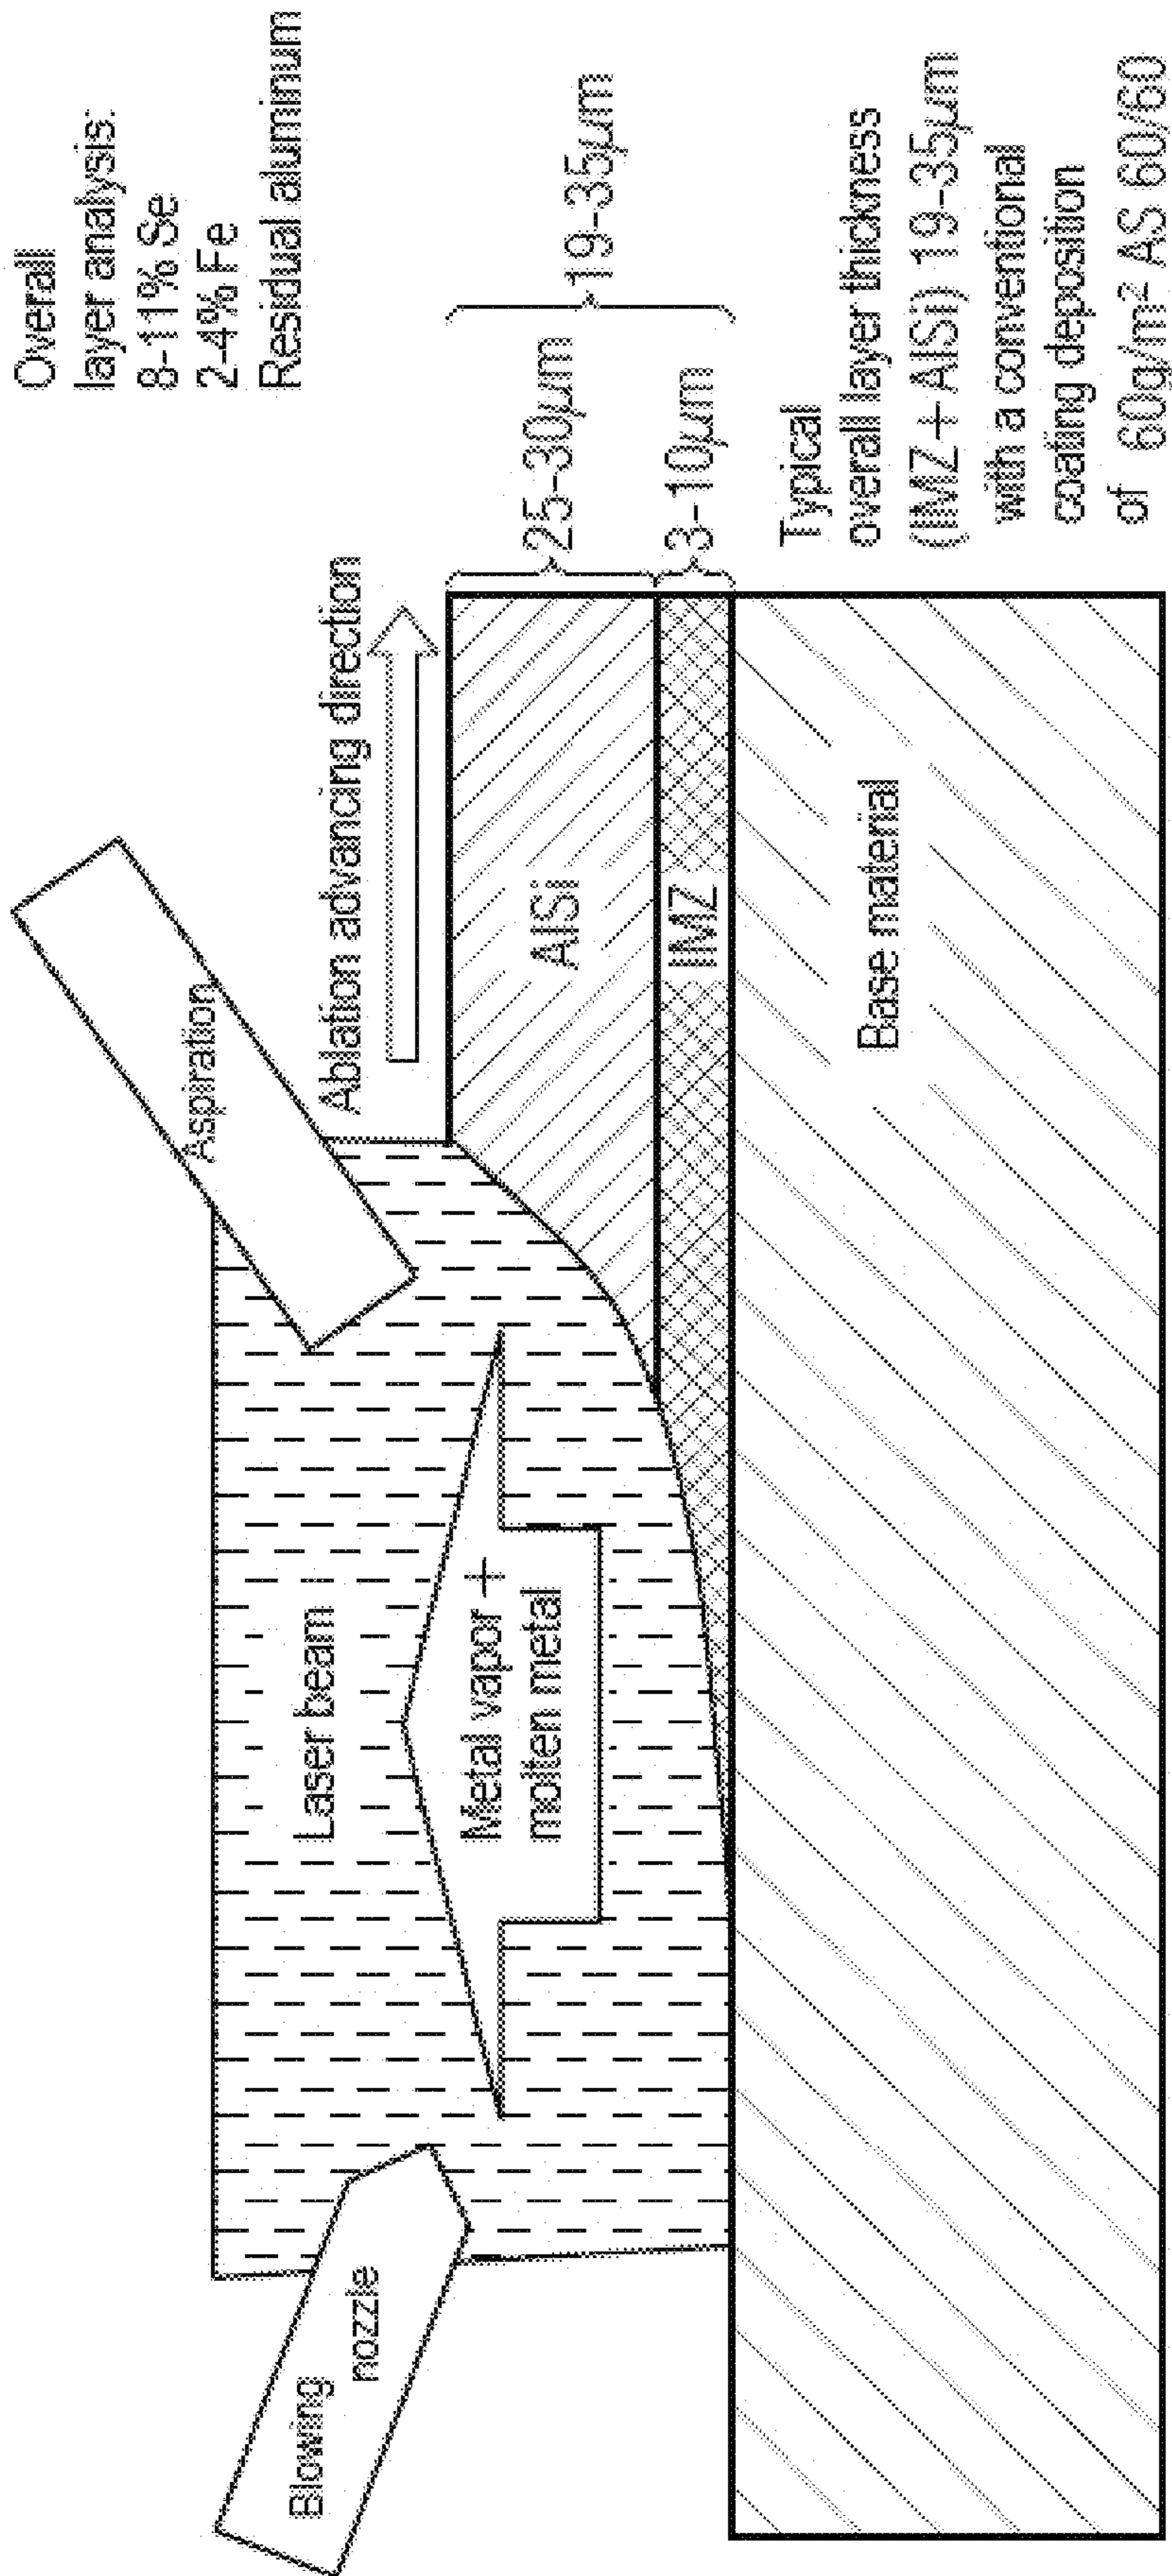 Overall
layer analysis:
8-11% Se
2-4% Fe
Residual aluminum
Aspiration
Ablation advancing direction
Blowing
nozzle
Laser beam
Metal vapor +
molten metal
AlSi
IMZ
Base material
25-30µm
3-10µm
19-35µm
Typical
overall layer thickness
(IMZ+AlSi) 19-35µm
with a conventional
coating deposition
of 60g/m² AS 60/60